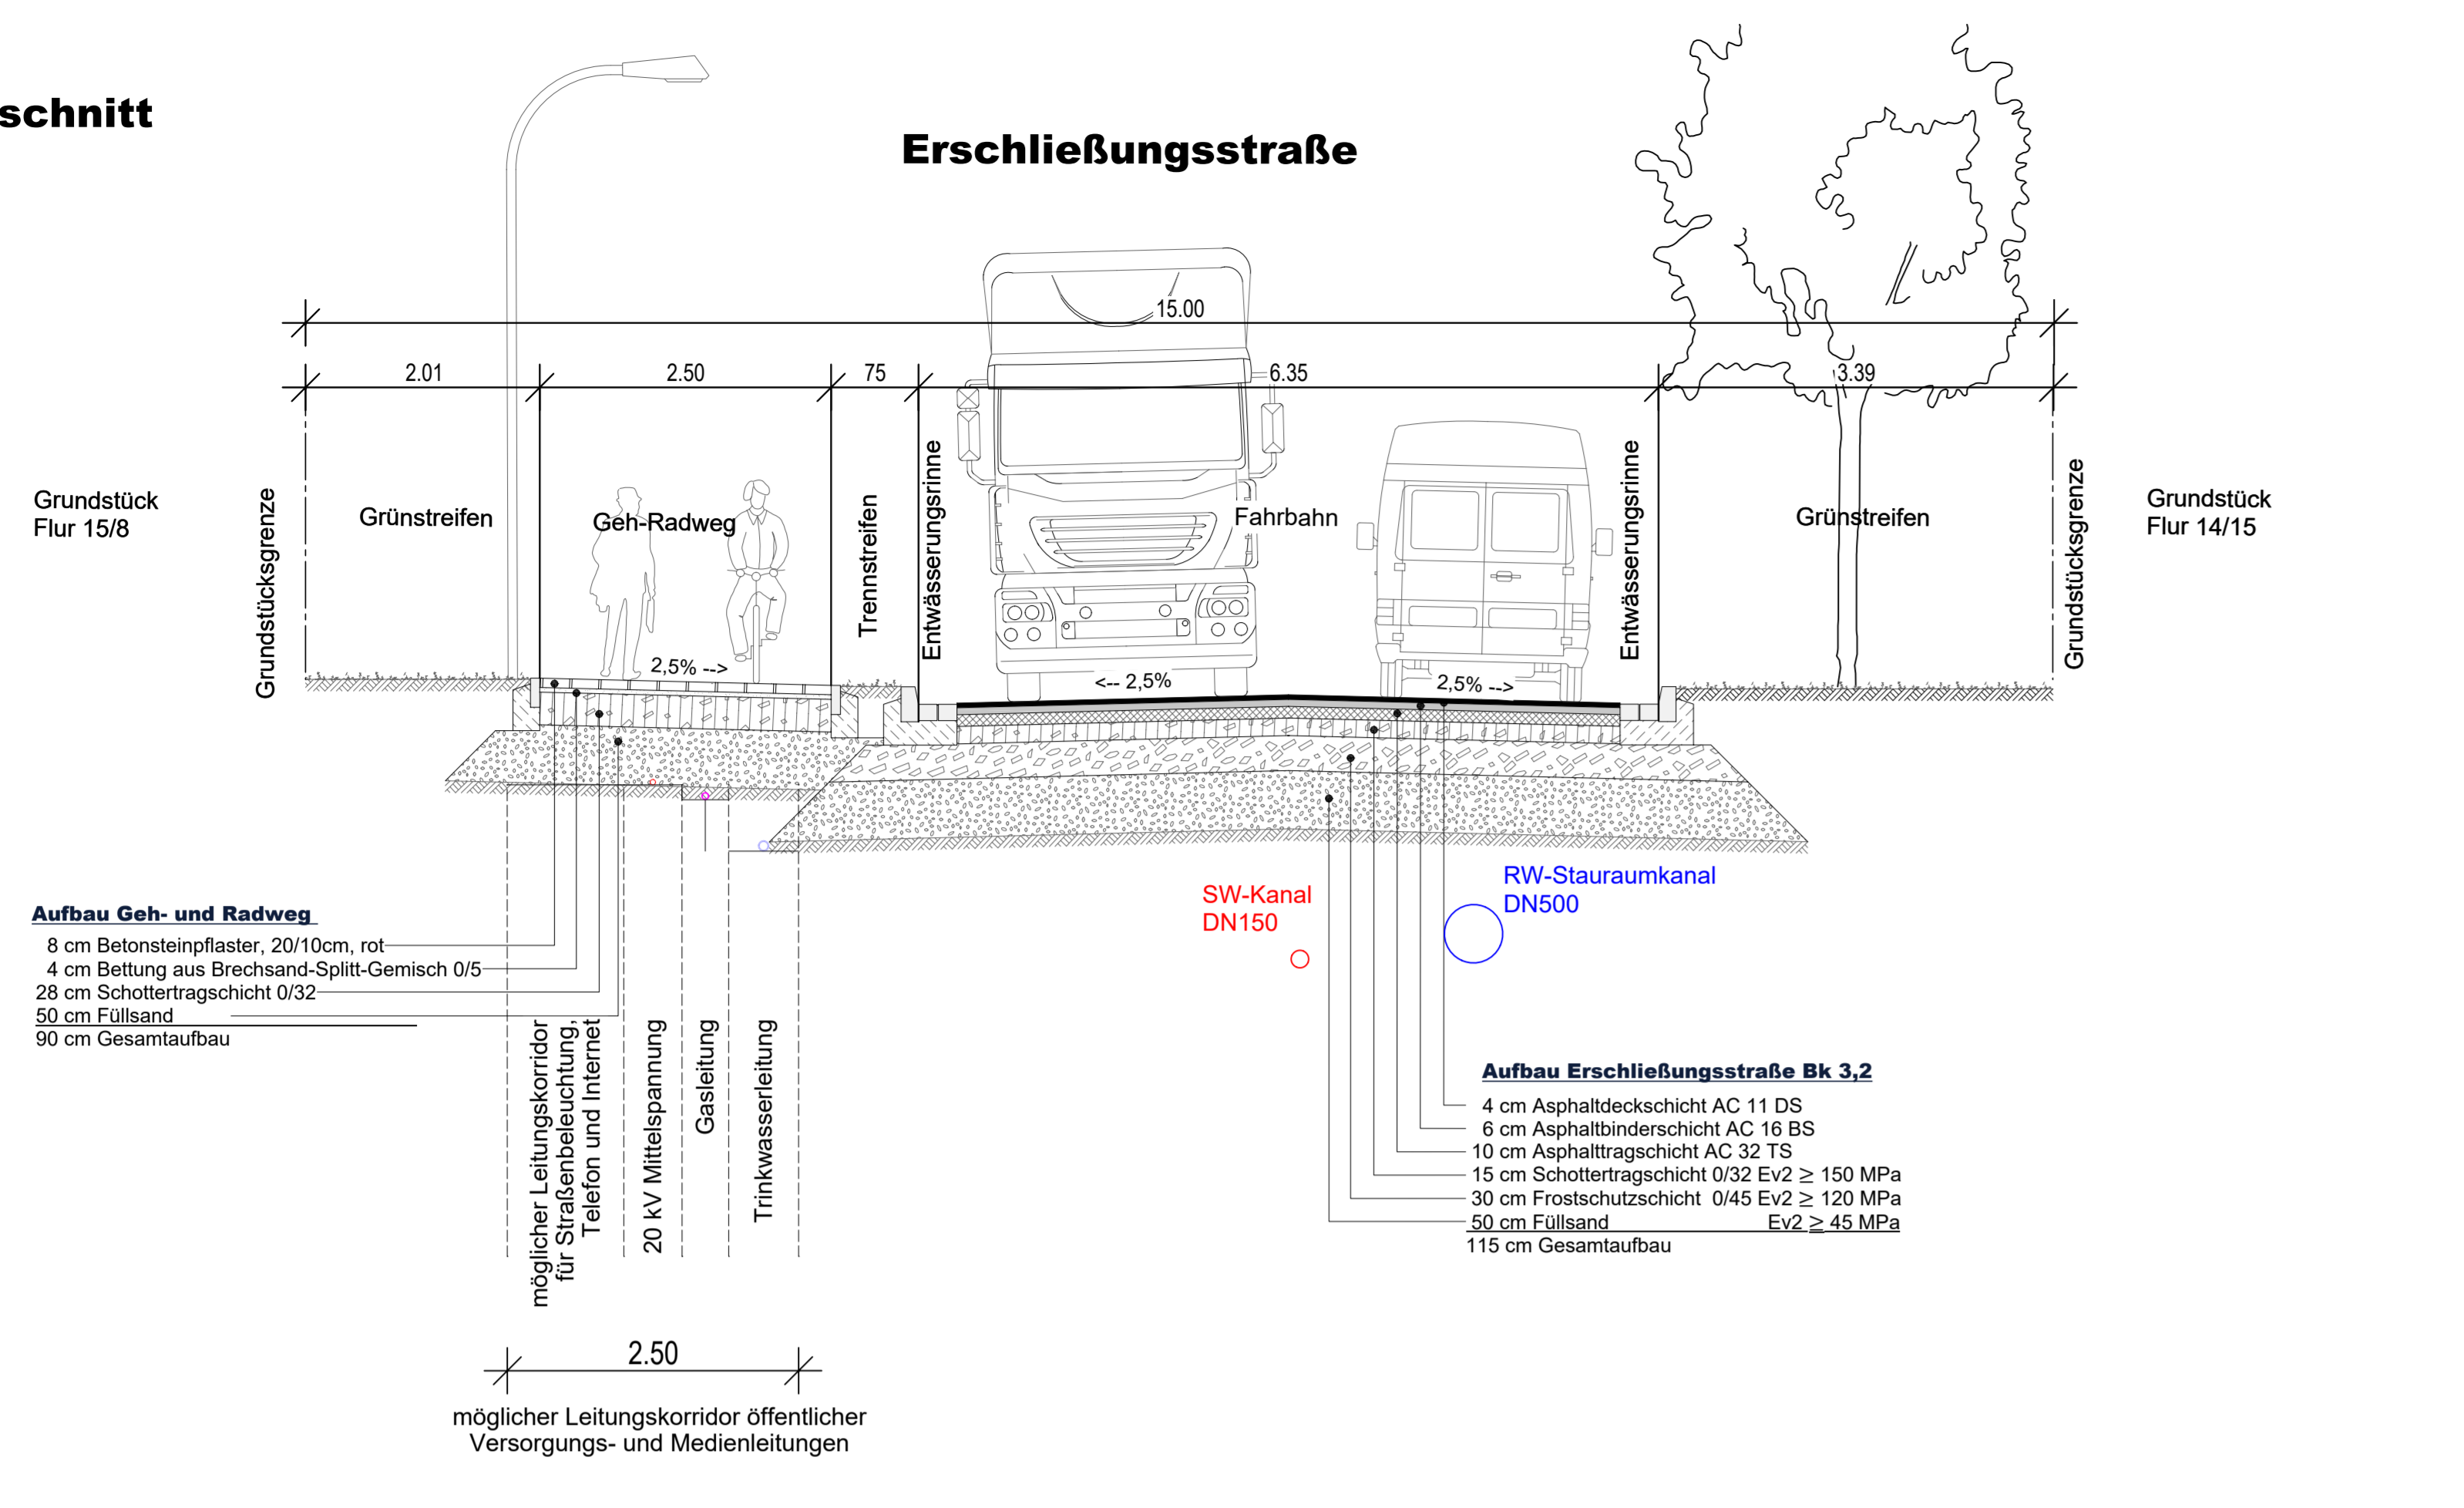 schnitt
Erschließungsstraße
15.00
2.01
2.50
75
6.35
3.39
Grundstück
Flur 15/8
Grundstücksgrenze
Grünstreifen
Geh-Radweg
Trennstreifen
Entwässerungsrinne
Fahrbahn
Entwässerungsrinne
Grünstreifen
Grundstücksgrenze
Grundstück
Flur 14/15
2,5% -->
<-- 2,5%
2,5% -->
SW-Kanal
DN150
RW-Stauraumkanal
DN500
Aufbau Geh- und Radweg
8 cm Betonsteinpflaster, 20/10cm, rot
4 cm Bettung aus Brechsand-Splitt-Gemisch 0/5
28 cm Schottertragschicht 0/32
50 cm Füllsand
90 cm Gesamtaufbau
möglicher Leitungskorridor
für Straßenbeleuchtung,
Telefon und Internet
20 kV Mittelspannung
Gasleitung
Trinkwasserleitung
Aufbau Erschließungsstraße Bk 3,2
4 cm Asphaltdeckschicht AC 11 DS
6 cm Asphaltbinderschicht AC 16 BS
10 cm Asphalttragschicht AC 32 TS
15 cm Schottertragschicht 0/32 Ev2 ≥ 150 MPa
30 cm Frostschutzschicht 0/45 Ev2 ≥ 120 MPa
50 cm Füllsand Ev2 ≥ 45 MPa
115 cm Gesamtaufbau
2.50
möglicher Leitungskorridor öffentlicher
Versorgungs- und Medienleitungen